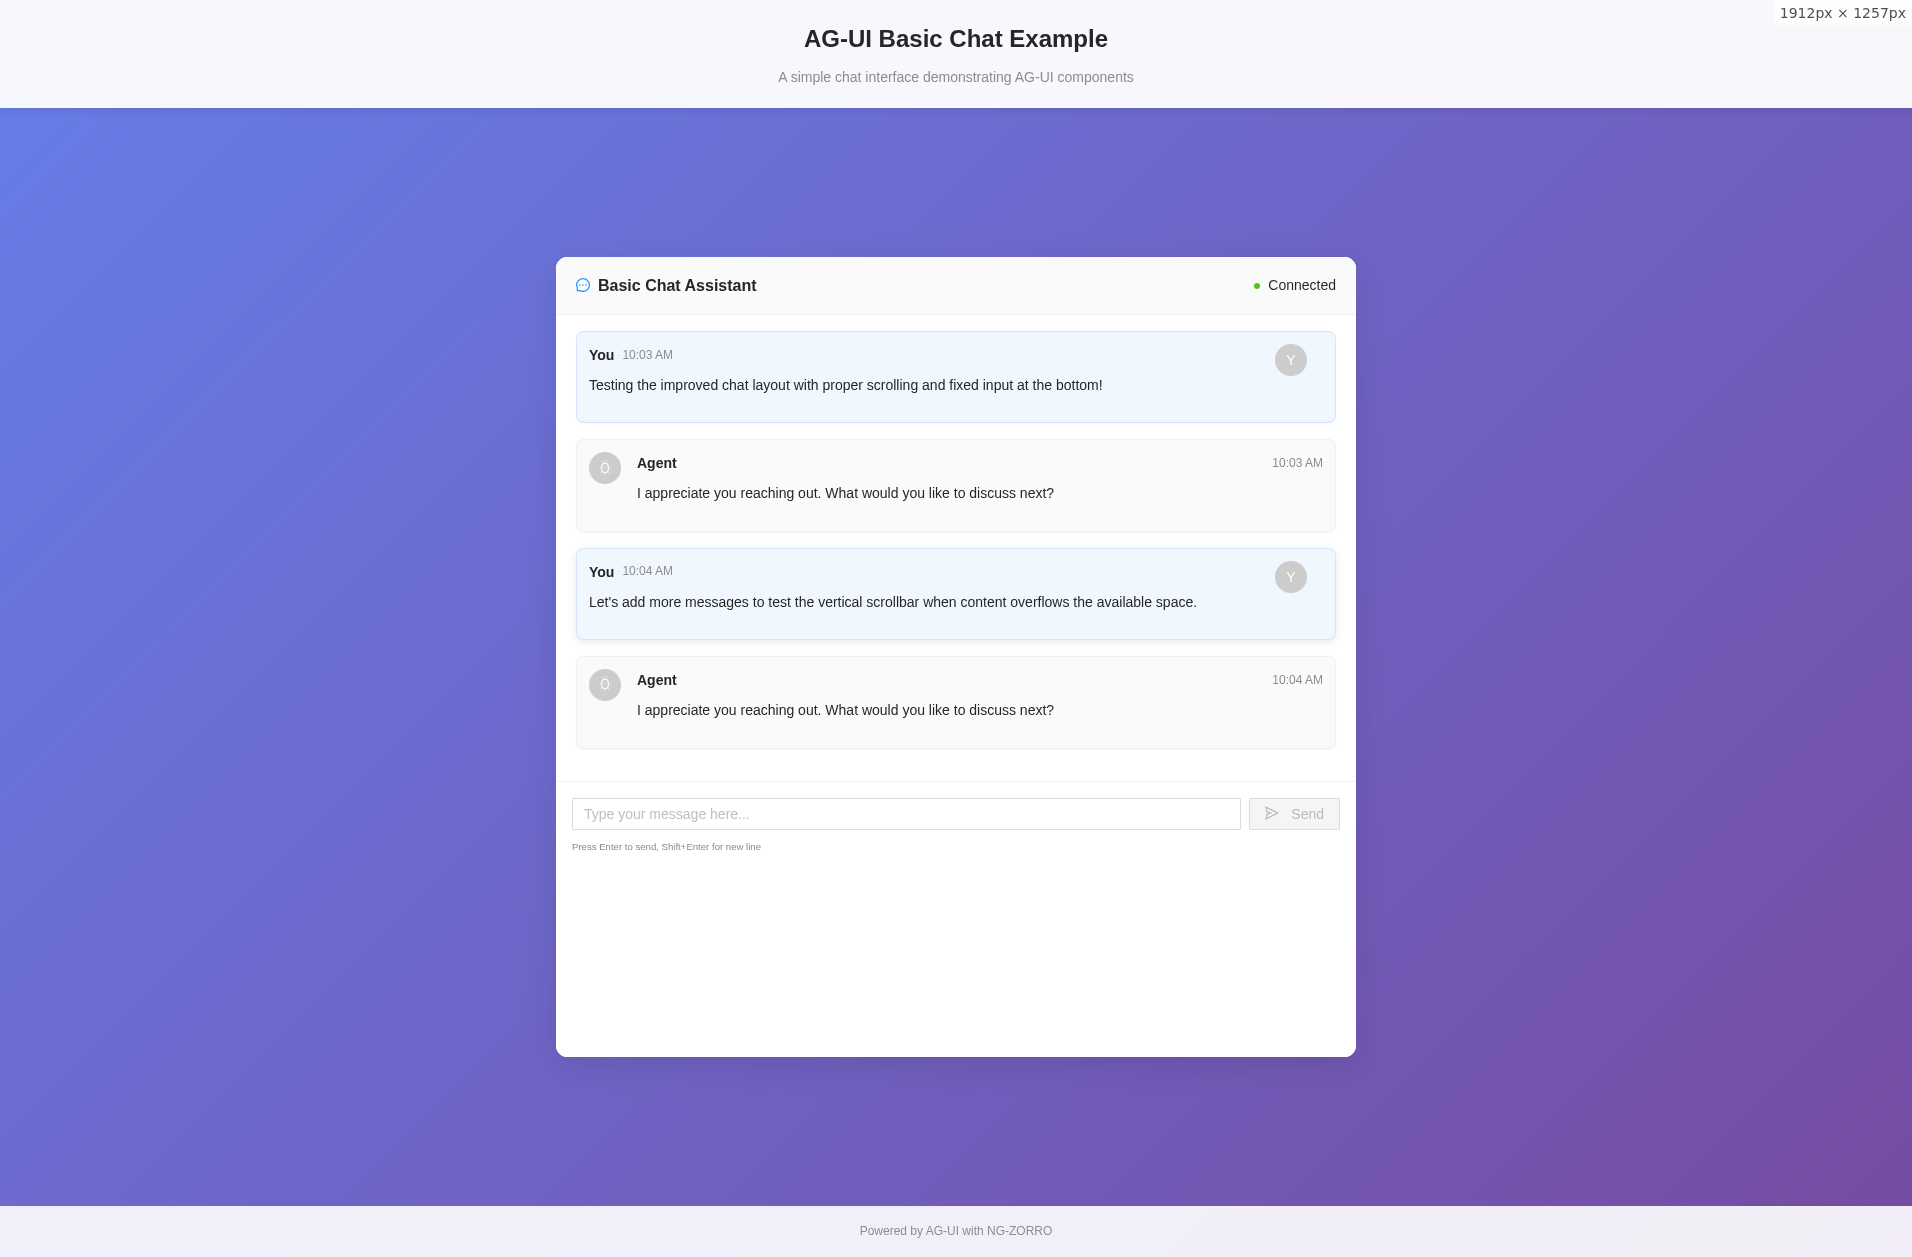 1912px × 1257px
AG-UI Basic Chat Example
A simple chat interface demonstrating AG-UI components
Basic Chat Assistant
Connected
You 10:03 AM
Y
Testing the improved chat layout with proper scrolling and fixed input at the bottom!
Agent
10:03 AM
I appreciate you reaching out. What would you like to discuss next?
You 10:04 AM
Y
Let's add more messages to test the vertical scrollbar when content overflows the available space.
Agent
10:04 AM
I appreciate you reaching out. What would you like to discuss next?
Type your message here...
Send
Press Enter to send, Shift+Enter for new line
Powered by AG-UI with NG-ZORRO